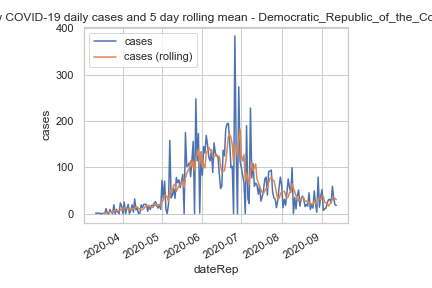 COVID-19 daily cases and 5 day rolling mean - Democratic_Republic_of_the_Co
cases
cases (rolling)
400
300
200
100
0
cases
2020-04
2020-05
2020-06
2020-07
2020-08
2020-09
dateRep